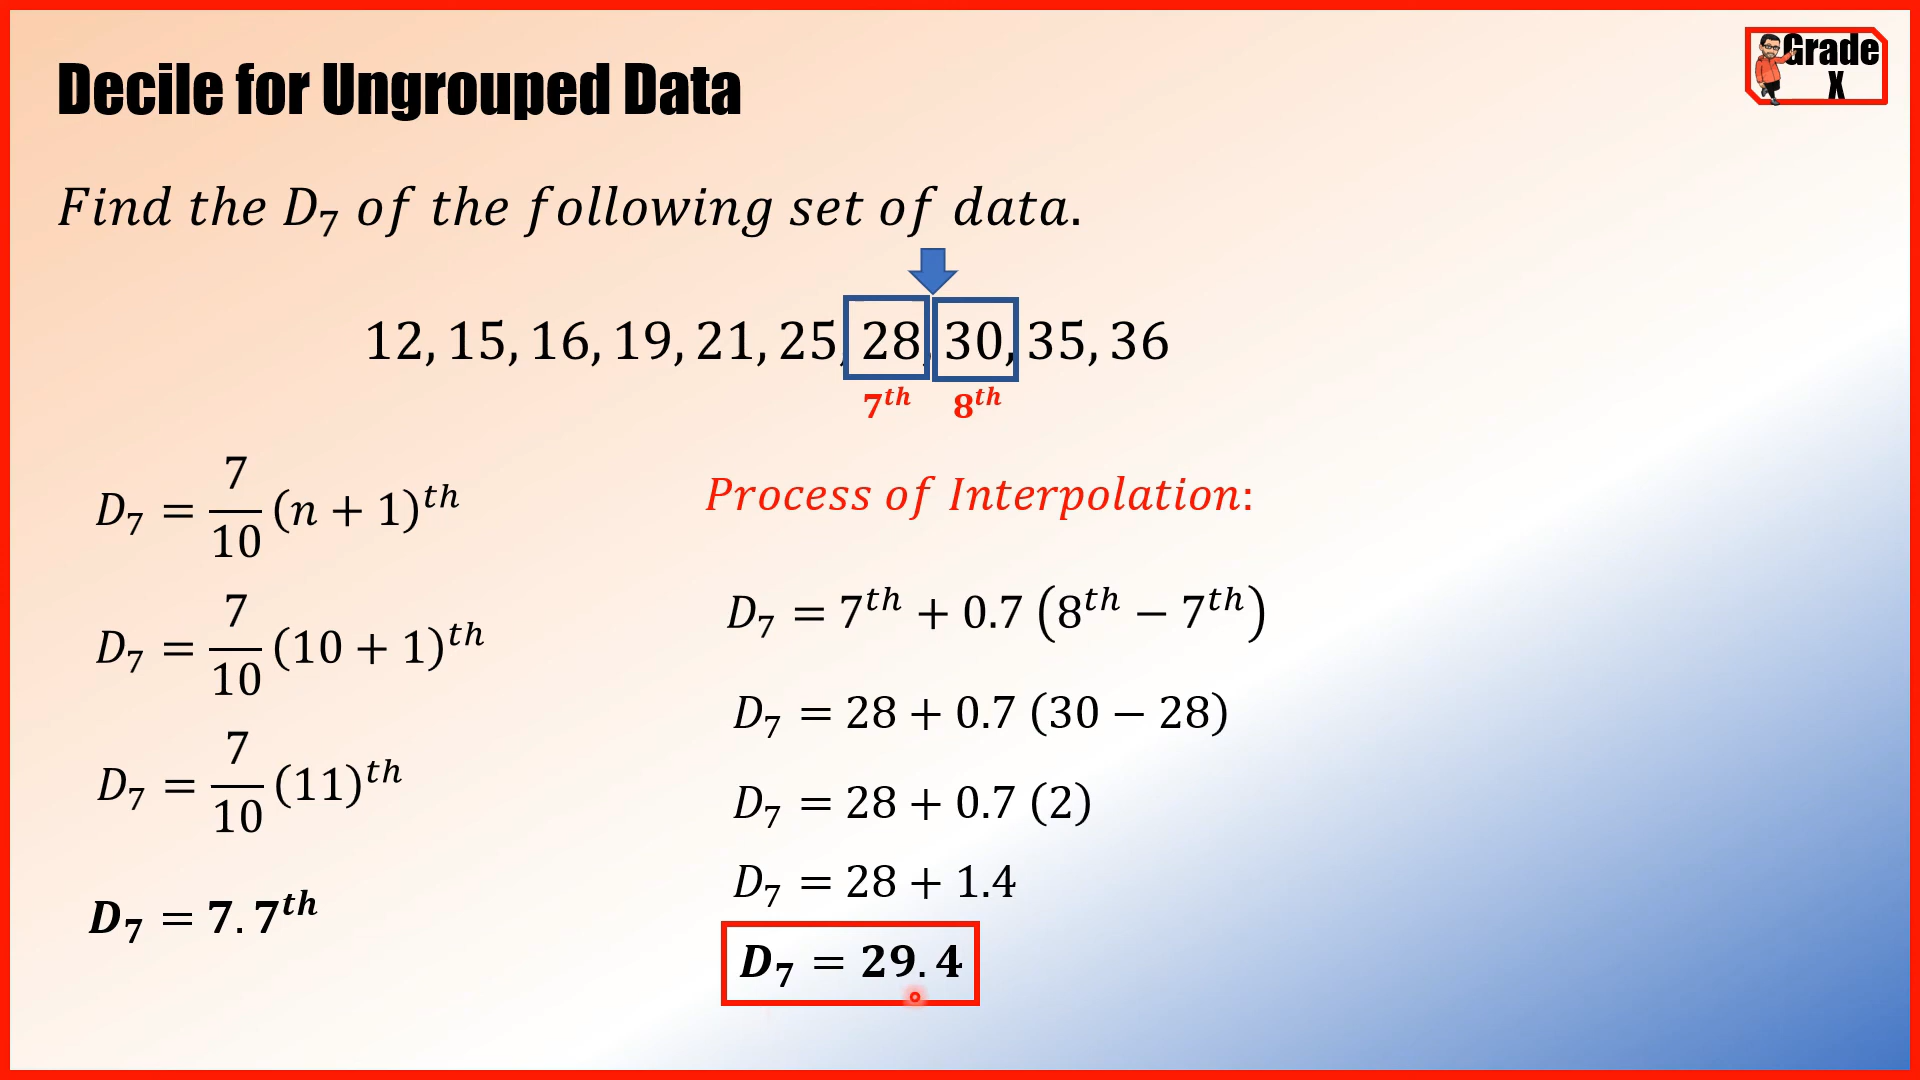 Grade
X
Decile for Ungrouped Data
Find the D₇ of the following set of data.
12, 15, 16, 19, 21, 25, 28, 30, 35, 36
7ᵗʰ 8ᵗʰ
D₇ = 7/10 (n + 1)ᵗʰ
D₇ = 7/10 (10 + 1)ᵗʰ
D₇ = 7/10 (11)ᵗʰ
D₇ = 7.7ᵗʰ
Process of Interpolation:
D₇ = 7ᵗʰ + 0.7 (8ᵗʰ − 7ᵗʰ)
D₇ = 28 + 0.7 (30 − 28)
D₇ = 28 + 0.7 (2)
D₇ = 28 + 1.4
D₇ = 29.4